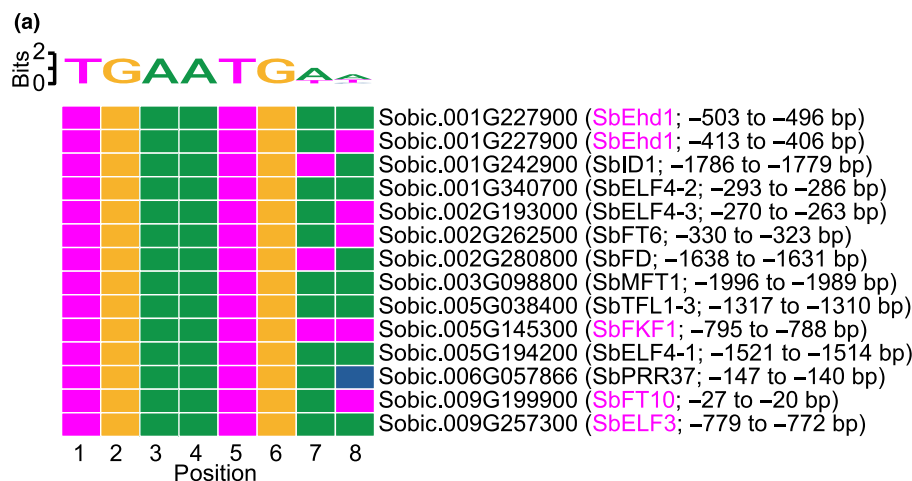 (a)
Bits 2 0
TGAATGAA
Sobic.001G227900 (SbEhd1; –503 to –496 bp)
Sobic.001G227900 (SbEhd1; –413 to –406 bp)
Sobic.001G242900 (SbID1; –1786 to –1779 bp)
Sobic.001G340700 (SbELF4-2; –293 to –286 bp)
Sobic.002G193000 (SbELF4-3; –270 to –263 bp)
Sobic.002G262500 (SbFT6; –330 to –323 bp)
Sobic.002G280800 (SbFD; –1638 to –1631 bp)
Sobic.003G098800 (SbMFT1; –1996 to –1989 bp)
Sobic.005G038400 (SbTFL1-3; –1317 to –1310 bp)
Sobic.005G145300 (SbFKF1; –795 to –788 bp)
Sobic.005G194200 (SbELF4-1; –1521 to –1514 bp)
Sobic.006G057866 (SbPRR37; –147 to –140 bp)
Sobic.009G199900 (SbFT10; –27 to –20 bp)
Sobic.009G257300 (SbELF3; –779 to –772 bp)
1 2 3 4 5 6 7 8
Position